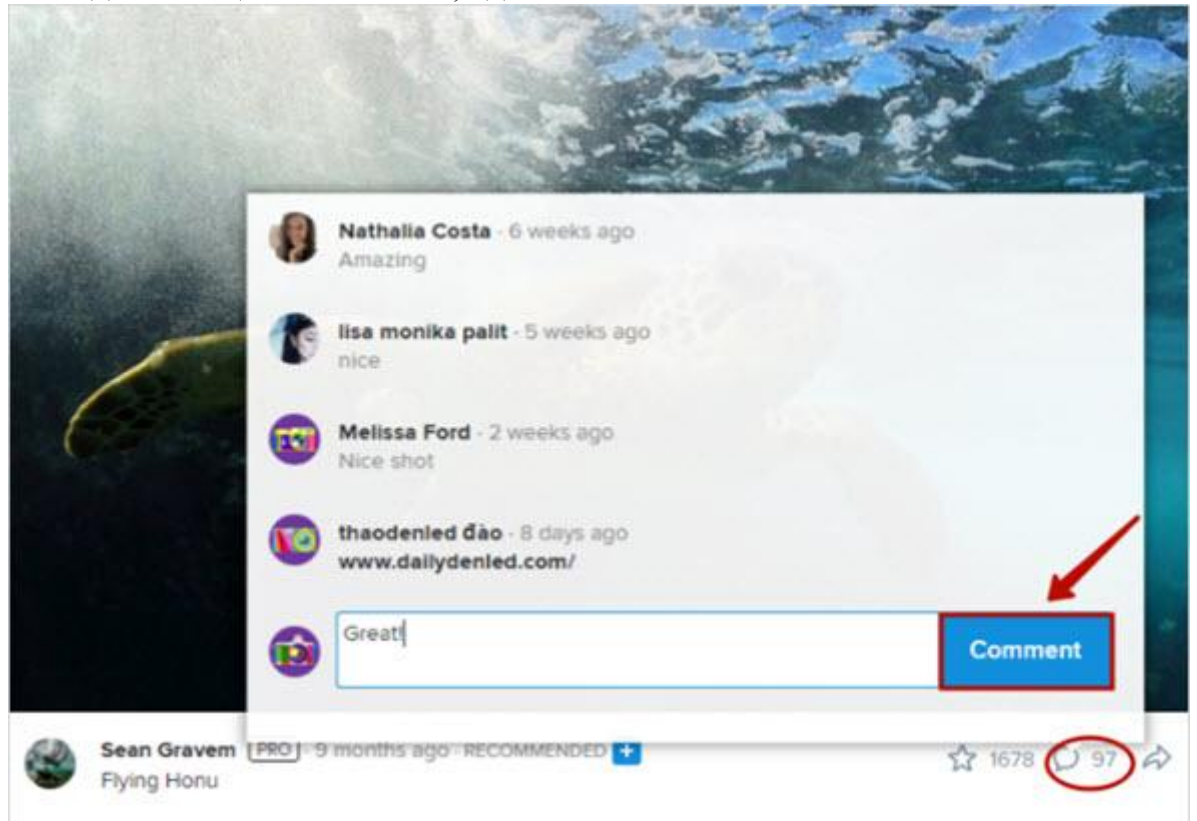 Nathalia Costa · 6 weeks ago
Amazing
lisa monika palit · 5 weeks ago
nice
Melissa Ford · 2 weeks ago
Nice shot
thaodenled đào · 8 days ago
www.dailydenled.com/
Great!
Comment
Sean Gravem PRO · 9 months ago · RECOMMENDED +
1678 97
Flying Honu